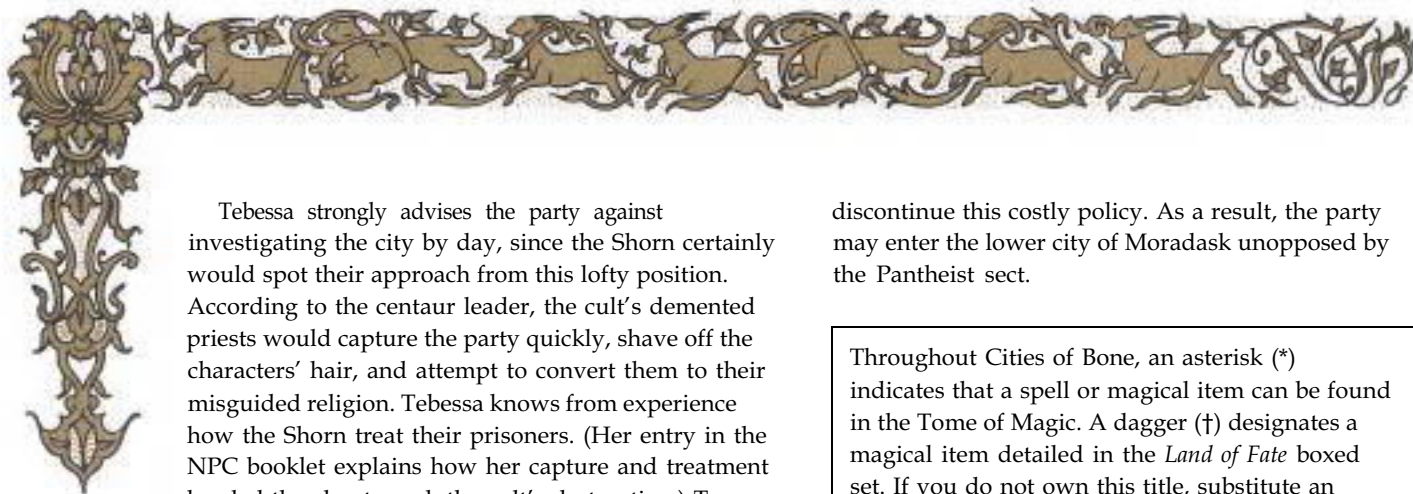 Tebessa strongly advises the party against
investigating the city by day, since the Shorn certainly
would spot their approach from this lofty position.
According to the centaur leader, the cult’s demented
priests would capture the party quickly, shave off the
characters’ hair, and attempt to convert them to their
misguided religion. Tebessa knows from experience
how the Shorn treat their prisoners. (Her entry in the
NPC booklet explains how her capture and treatment
discontinue this costly policy. As a result, the party
may enter the lower city of Moradask unopposed by
the Pantheist sect.
Throughout Cities of Bone, an asterisk (*)
indicates that a spell or magical item can be found
in the Tome of Magic. A dagger (†) designates a
magical item detailed in the Land of Fate boxed
set. If you do not own this title, substitute an